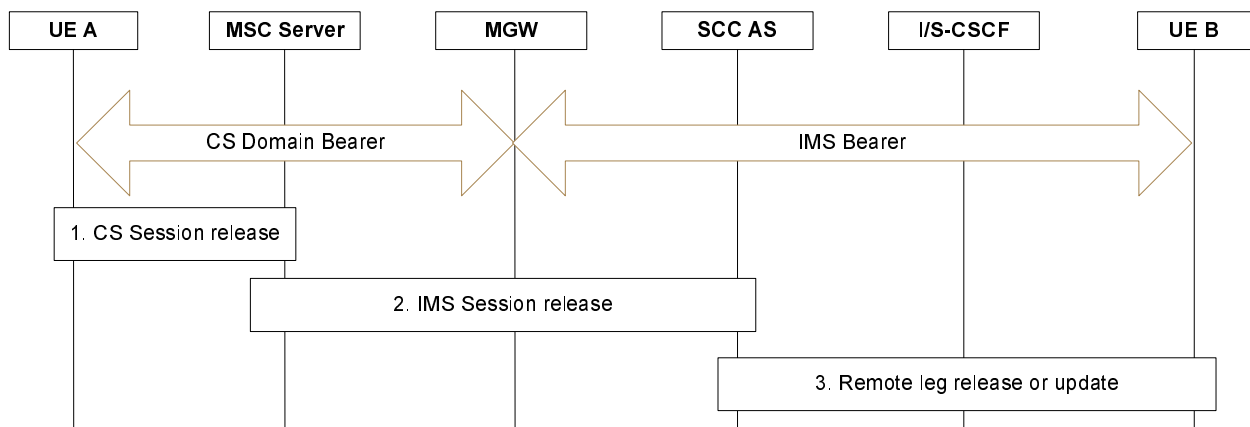 UE A
MSC Server
MGW
SCC AS
I/S-CSCF
UE B
CS Domain Bearer
IMS Bearer
1. CS Session release
2. IMS Session release
3. Remote leg release or update